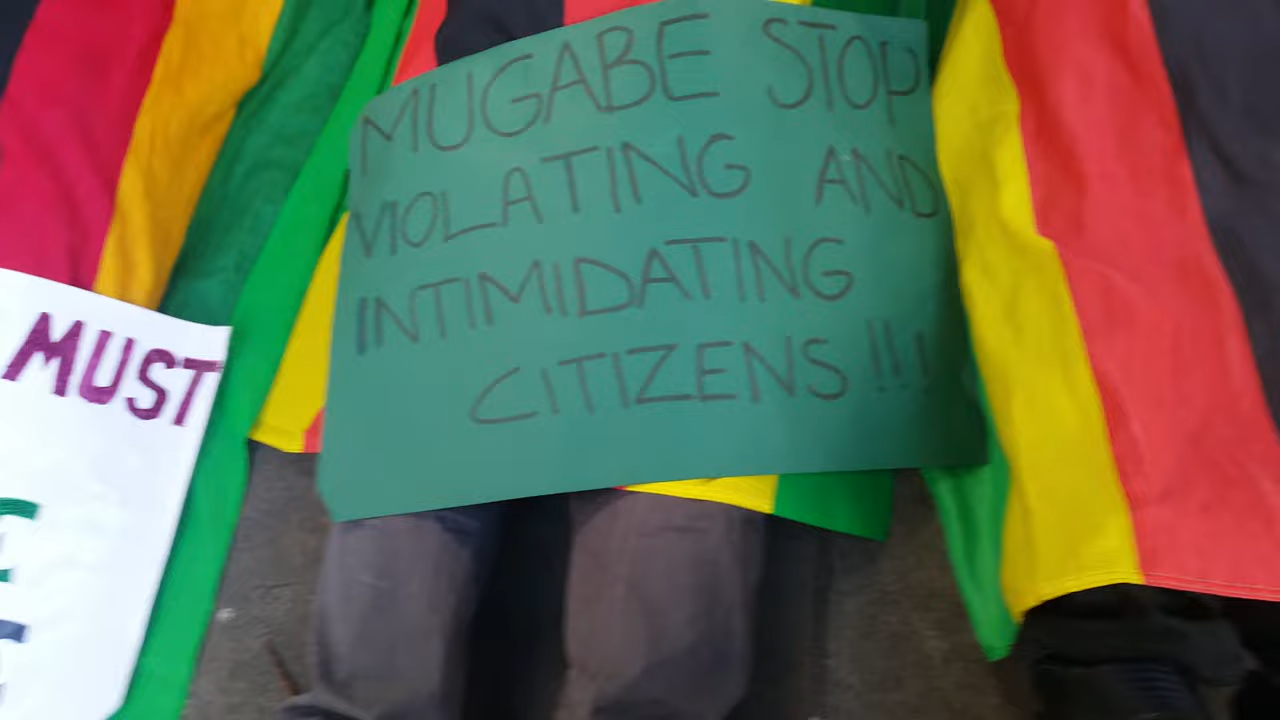 MUGABE STOP
VIOLATING AND
INTIMIDATING
CITIZENS!!!
MUST